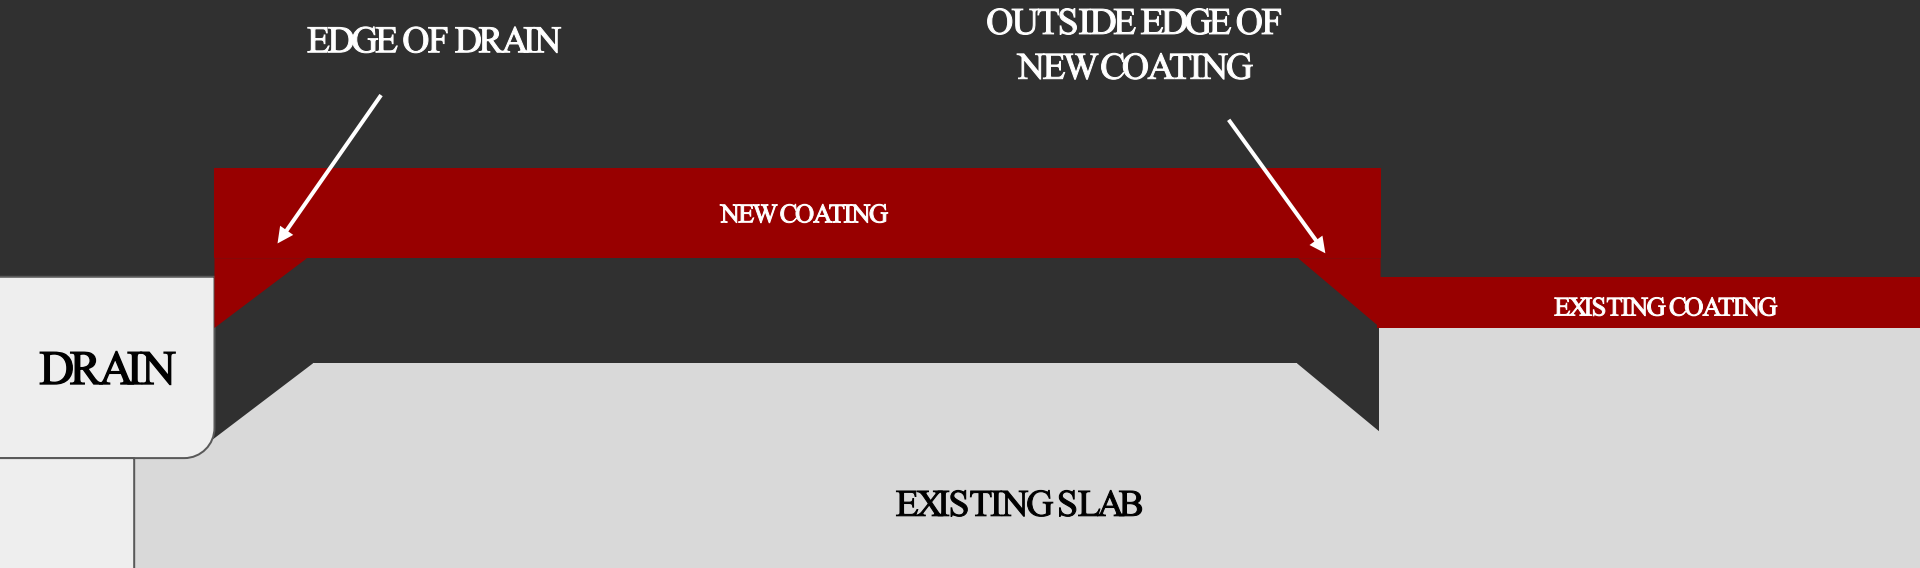 EDGE OF DRAIN
OUTSIDE EDGE OF
NEW COATING
NEW COATING
EXISTING COATING
DRAIN
EXISTING SLAB